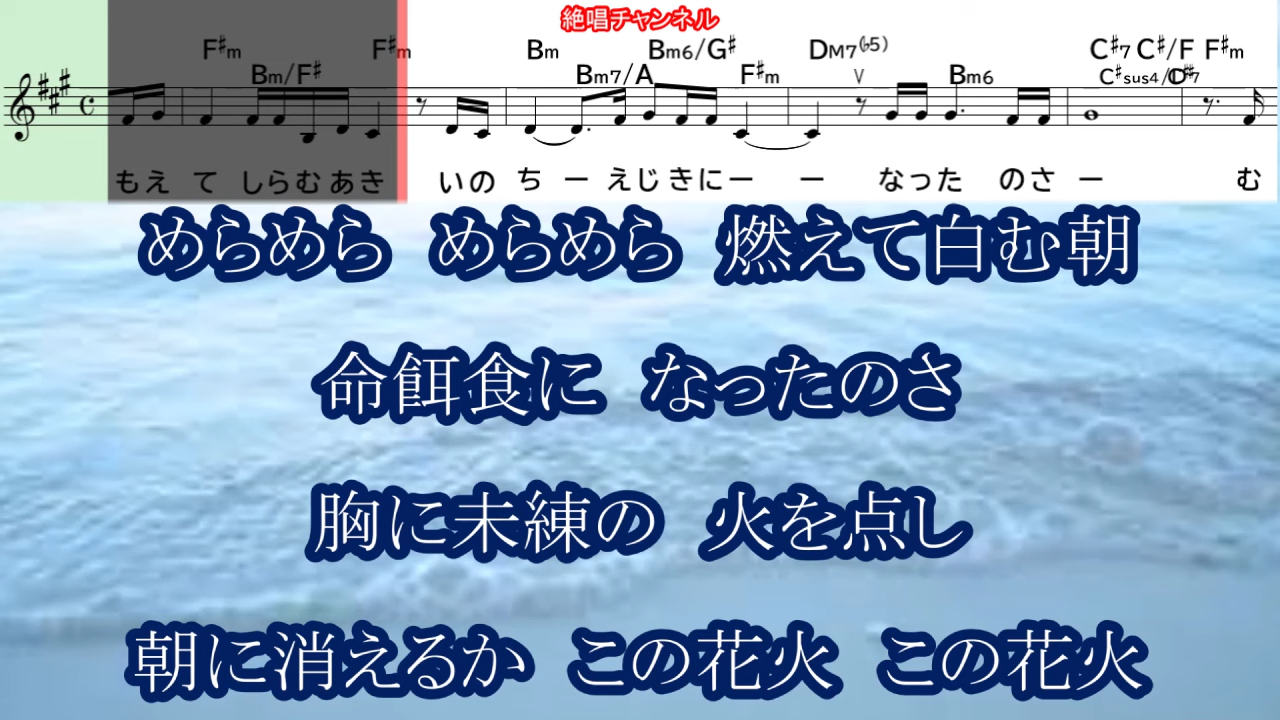 絶唱チャンネル
F♯m F♯m Bm Bm6/G♯ DM7(♭5) C♯7 C♯/F F♯m
Bm/F♯ Bm7/A F♯m V Bm6 C♯sus4/
もえ て しらむあき いの ち ー えじきにー ー なった のさ ー む
めらめら めらめら 燃えて白む朝
命餌食に なったのさ
胸に未練の 火を点し
朝に消えるか この花火 この花火